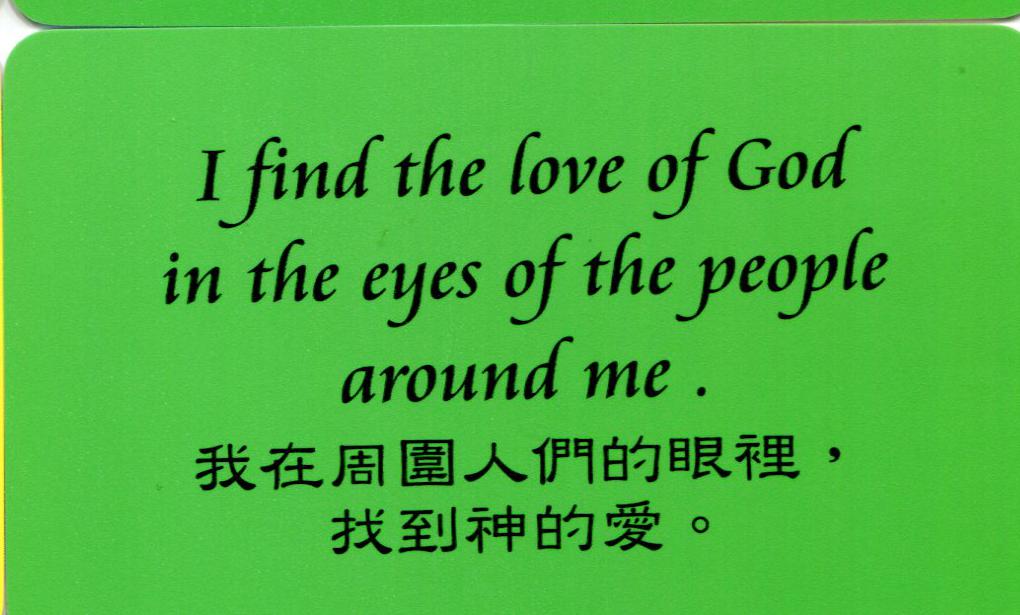 I find the love of God
in the eyes of the people
around me .
我在周圍人們的眼裡，
找到神的愛。